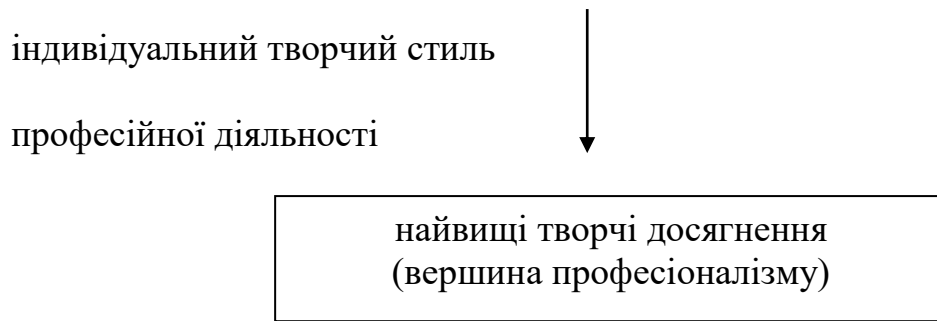 індивідуальний творчий стиль
професійної діяльності
найвищі творчі досягнення
(вершина професіоналізму)